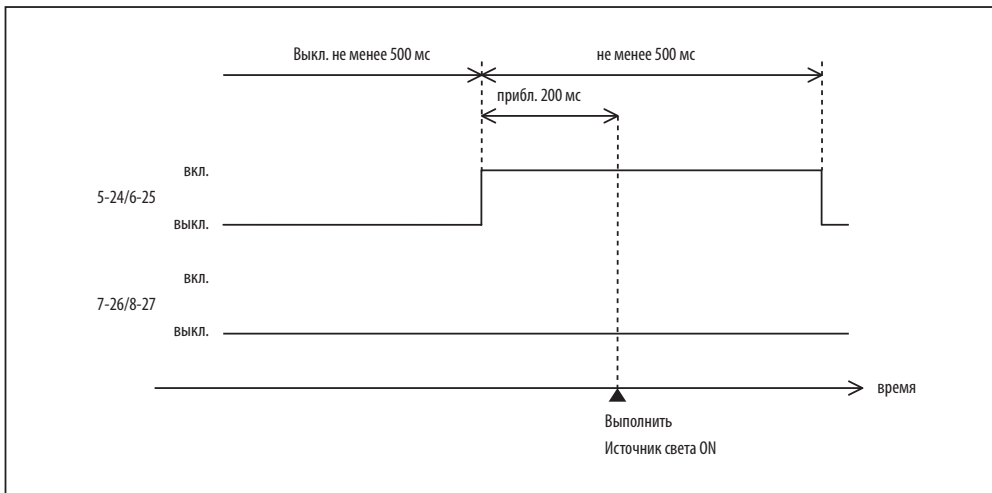 Выкл. не менее 500 мс
не менее 500 мс
прибл. 200 мс
вкл.
5-24/6-25
выкл.
вкл.
7-26/8-27
выкл.
время
Выполнить
Источник света ON